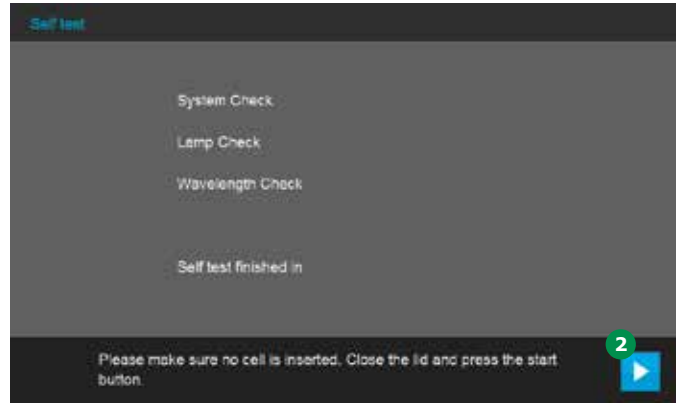 Self test
System Check
Lamp Check
Wavelength Check
Self test finished in
2
Please make sure no cell is inserted. Close the lid and press the start
button.